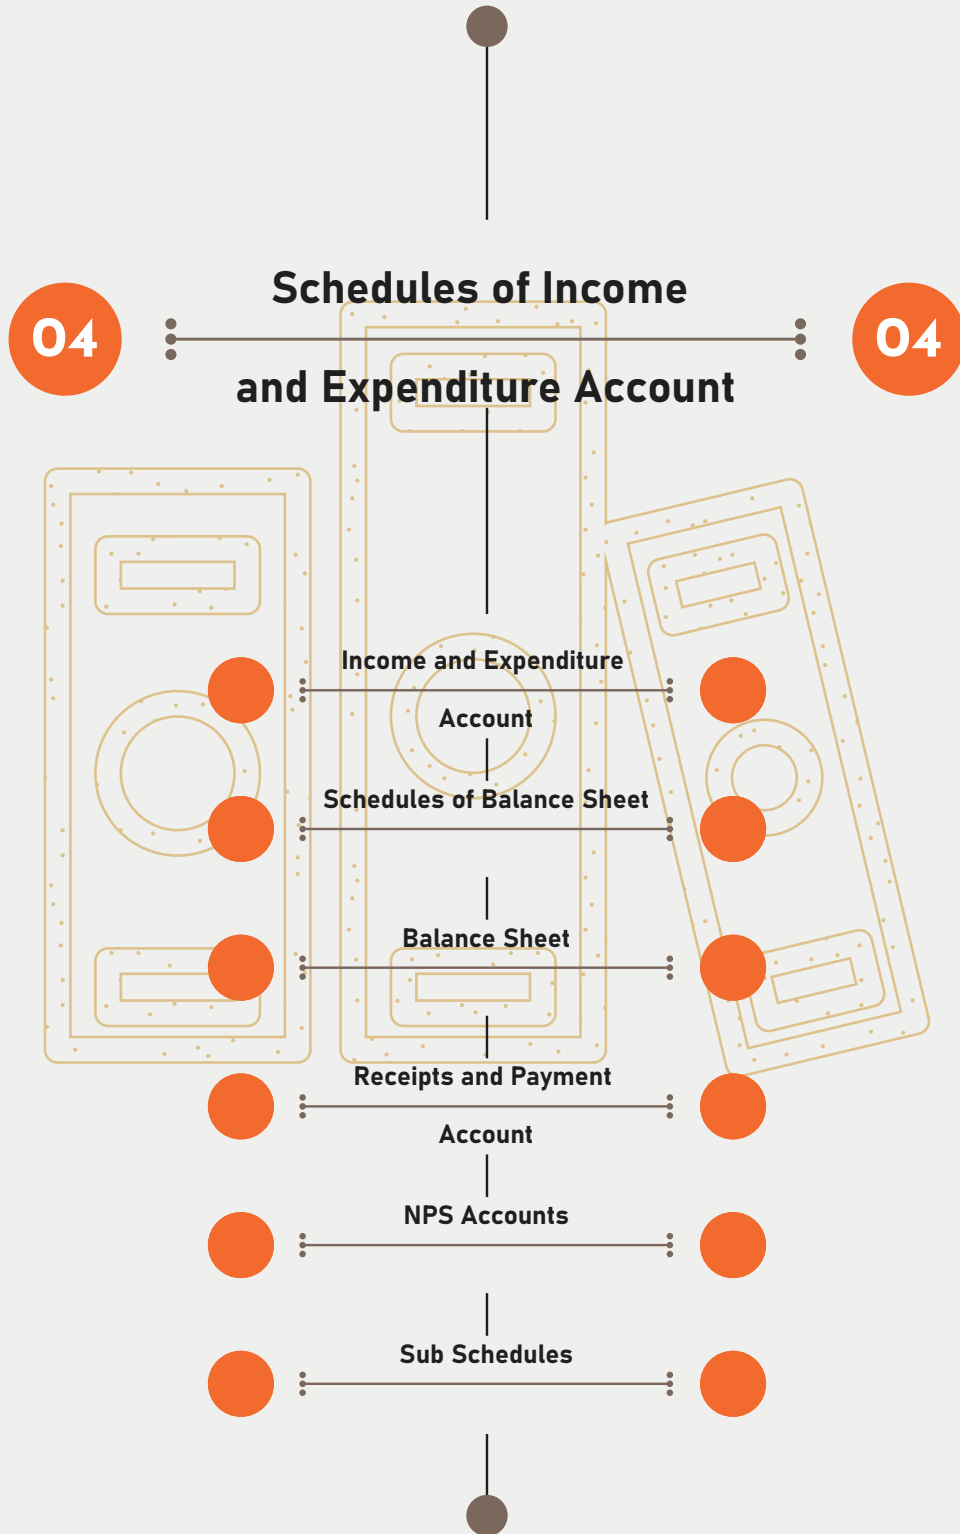 Schedules of Income
04 04
and Expenditure Account
Income and Expenditure
Account
Schedules of Balance Sheet
Balance Sheet
Receipts and Payment
Account
NPS Accounts
Sub Schedules